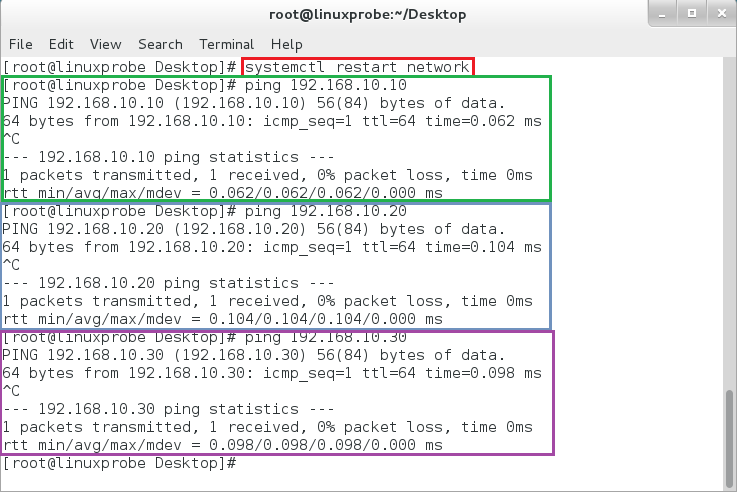 root@linuxprobe:~/Desktop
File Edit View Search Terminal Help
[root@linuxprobe Desktop]# systemctl restart network
[root@linuxprobe Desktop]# ping 192.168.10.10
PING 192.168.10.10 (192.168.10.10) 56(84) bytes of data.
64 bytes from 192.168.10.10: icmp_seq=1 ttl=64 time=0.062 ms
^C
--- 192.168.10.10 ping statistics ---
1 packets transmitted, 1 received, 0% packet loss, time 0ms
rtt min/avg/max/mdev = 0.062/0.062/0.062/0.000 ms
[root@linuxprobe Desktop]# ping 192.168.10.20
PING 192.168.10.20 (192.168.10.20) 56(84) bytes of data.
64 bytes from 192.168.10.20: icmp_seq=1 ttl=64 time=0.104 ms
^C
--- 192.168.10.20 ping statistics ---
1 packets transmitted, 1 received, 0% packet loss, time 0ms
rtt min/avg/max/mdev = 0.104/0.104/0.104/0.000 ms
[root@linuxprobe Desktop]# ping 192.168.10.30
PING 192.168.10.30 (192.168.10.30) 56(84) bytes of data.
64 bytes from 192.168.10.30: icmp_seq=1 ttl=64 time=0.098 ms
^C
--- 192.168.10.30 ping statistics ---
1 packets transmitted, 1 received, 0% packet loss, time 0ms
rtt min/avg/max/mdev = 0.098/0.098/0.098/0.000 ms
[root@linuxprobe Desktop]#